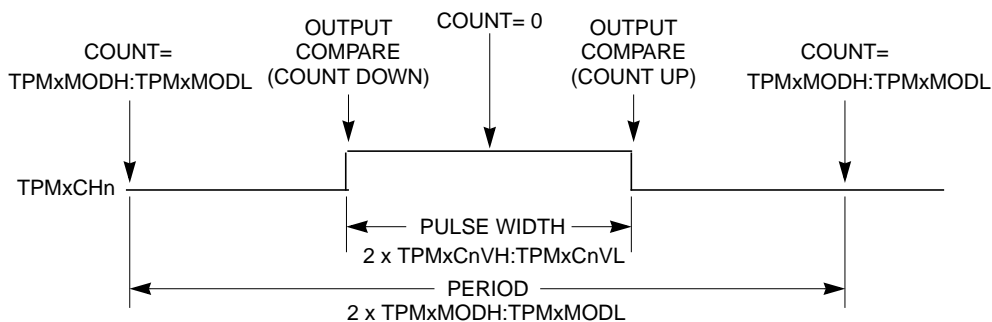 COUNT=
TPMxMODH:TPMxMODL
OUTPUT
COMPARE
(COUNT DOWN)
COUNT= 0
OUTPUT
COMPARE
(COUNT UP)
COUNT=
TPMxMODH:TPMxMODL
TPMxCHn
PULSE WIDTH
2 x TPMxCnVH:TPMxCnVL
PERIOD
2 x TPMxMODH:TPMxMODL